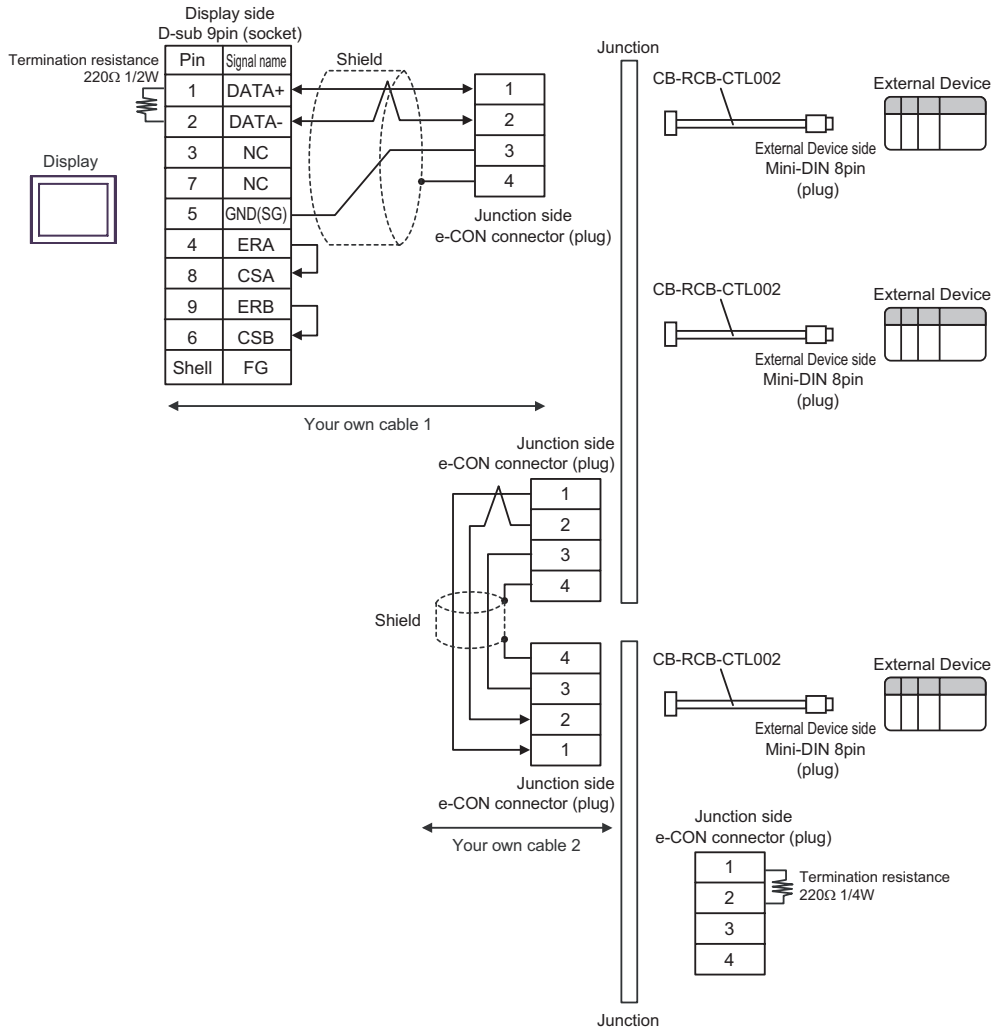 Display side
D-sub 9pin (socket)
Termination resistance
220Ω 1/2W
Pin Signal name
1 DATA+
2 DATA-
3 NC
7 NC
5 GND(SG)
4 ERA
8 CSA
9 ERB
6 CSB
Shell FG
Display
Shield
1
2
3
4
Junction side
e-CON connector (plug)
Your own cable 1
Junction
CB-RCB-CTL002
External Device
External Device side
Mini-DIN 8pin
(plug)
CB-RCB-CTL002
External Device
External Device side
Mini-DIN 8pin
(plug)
Junction side
e-CON connector (plug)
1
2
3
4
Shield
4
3
2
1
Junction side
e-CON connector (plug)
Your own cable 2
CB-RCB-CTL002
External Device
External Device side
Mini-DIN 8pin
(plug)
Junction side
e-CON connector (plug)
1
2
3
4
Termination resistance
220Ω 1/4W
Junction